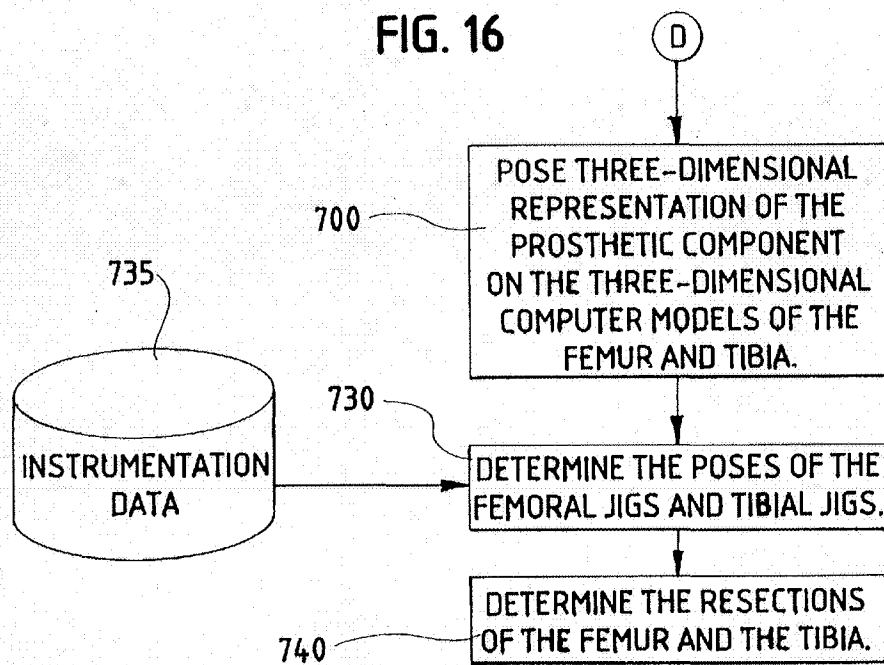 FIG. 16
D
POSE THREE-DIMENSIONAL
REPRESENTATION OF THE
PROSTHETIC COMPONENT
ON THE THREE-DIMENSIONAL
COMPUTER MODELS OF THE
FEMUR AND TIBIA.
700
735
730
INSTRUMENTATION
DATA
DETERMINE THE POSES OF THE
FEMORAL JIGS AND TIBIAL JIGS.
DETERMINE THE RESECTIONS
OF THE FEMUR AND THE TIBIA.
740